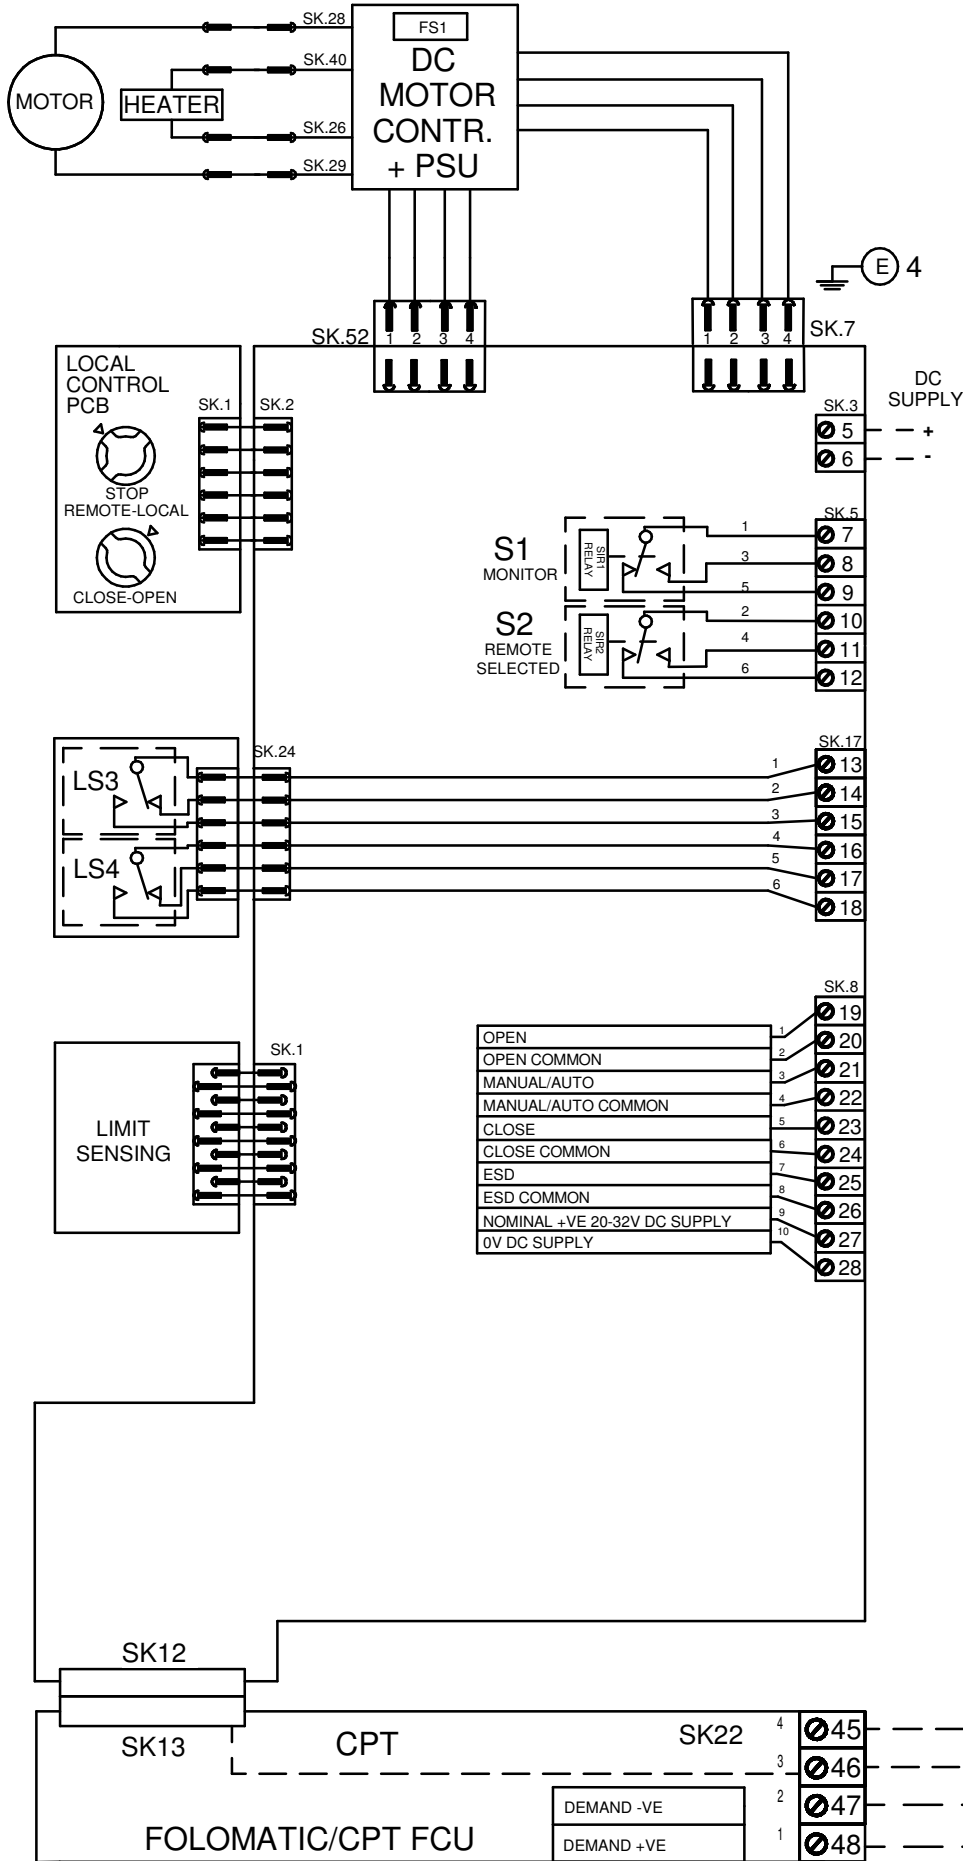 SK.28
FS1
SK.40
DC
MOTOR
CONTR.
+ PSU
MOTOR
HEATER
SK.26
SK.29
E 4
SK.52
1 2 3 4
1 2 3 4
SK.7
LOCAL
CONTROL
PCB
STOP
REMOTE-LOCAL
CLOSE-OPEN
SK.1
SK.2
DC
SUPPLY
SK.3
5 +
6 -
SK.5
S1
MONITOR
SIR1
RELAY
1 7
3 8
5 9
S2
REMOTE
SELECTED
SIR2
RELAY
2 10
4 11
6 12
LS3
LS4
SK.24
SK.17
1 13
2 14
3 15
4 16
5 17
6 18
LIMIT
SENSING
SK.1
SK.8
OPEN 1 19
OPEN COMMON 2 20
MANUAL/AUTO 3 21
MANUAL/AUTO COMMON 4 22
CLOSE 5 23
CLOSE COMMON 6 24
ESD 7 25
ESD COMMON 8 26
NOMINAL +VE 20-32V DC SUPPLY 9 27
0V DC SUPPLY 10 28
SK12
SK13
CPT
SK22
4 45
3 46
DEMAND -VE 2 47
FOLOMATIC/CPT FCU
DEMAND +VE 1 48